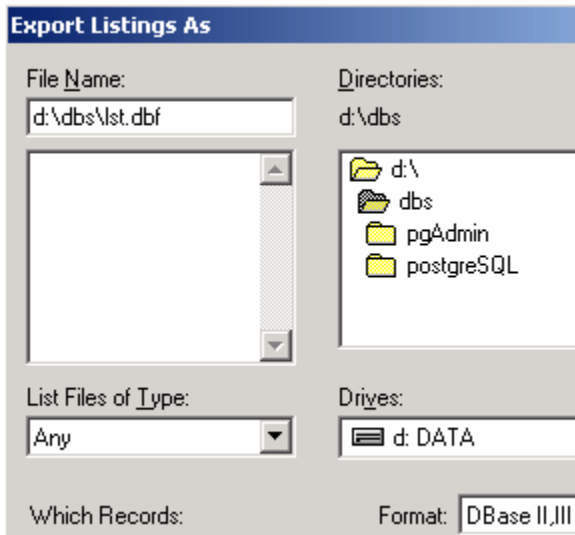 Export Listings As
File Name:
d:\dbs\lst.dbf
Directories:
d:\dbs
d:\
dbs
pgAdmin
postgreSQL
List Files of Type:
Any
Drives:
d: DATA
Which Records:
Format: DBase II,III